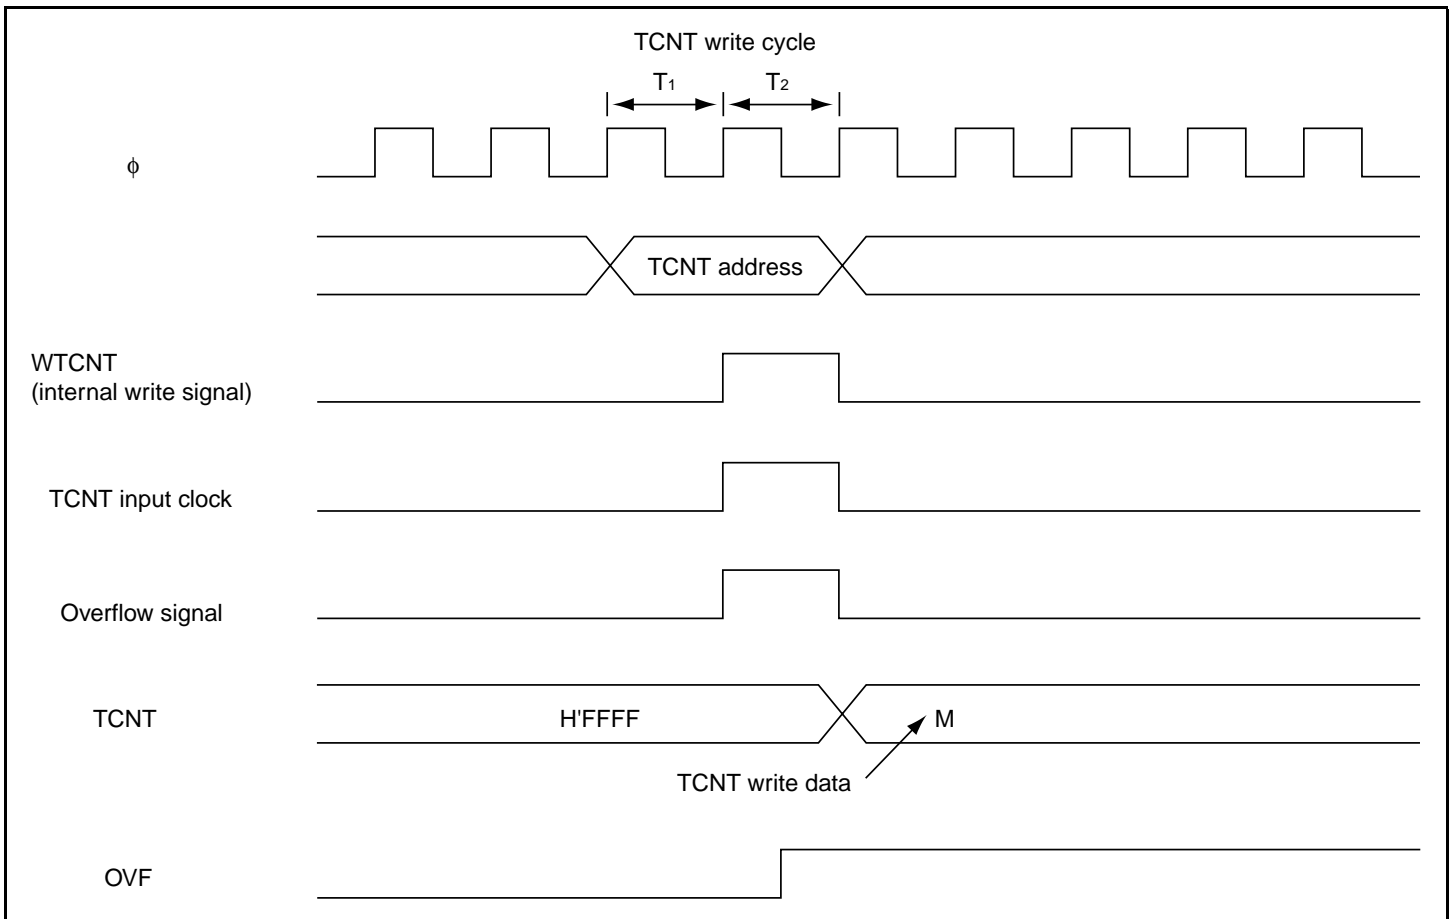 TCNT write cycle
T1 T2
ϕ
TCNT address
WTCNT
(internal write signal)
TCNT input clock
Overflow signal
TCNT H'FFFF M
TCNT write data
OVF